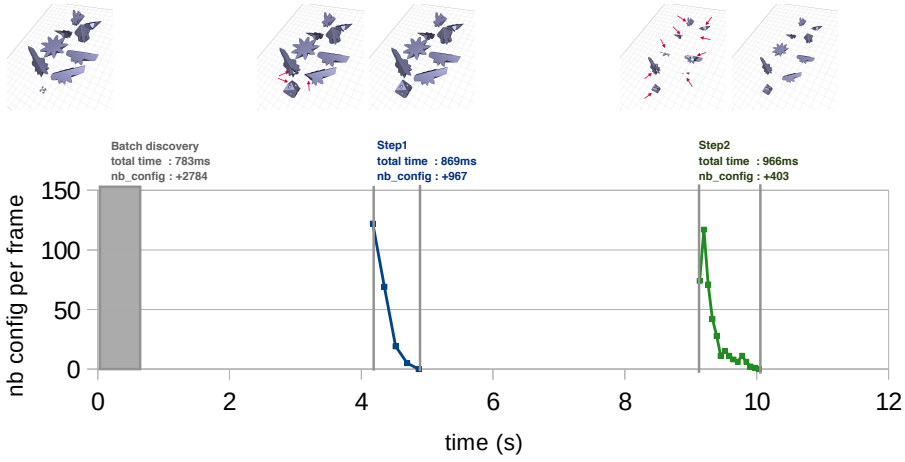 Batch discovery
total time : 783ms
nb_config : +2784
Step1
total time : 869ms
nb_config : +967
Step2
total time : 966ms
nb_config : +403
nb config per frame
150
100
50
0
0 2 4 6 8 10 12
time (s)